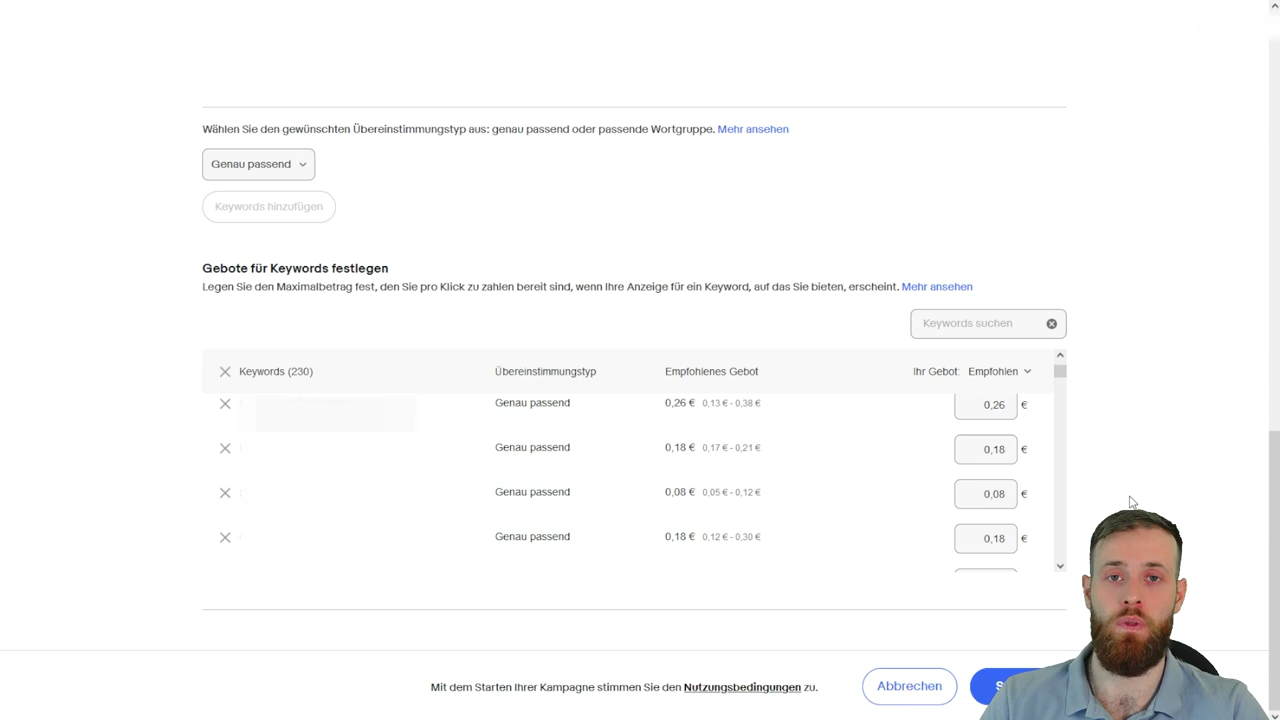 Wählen Sie den gewünschten Übereinstimmungstyp aus: genau passend oder passende Wortgruppe. Mehr ansehen
Genau passend
Keywords hinzufügen
Gebote für Keywords festlegen
Legen Sie den Maximalbetrag fest, den Sie pro Klick zu zahlen bereit sind, wenn Ihre Anzeige für ein Keyword, auf das Sie bieten, erscheint. Mehr ansehen
Keywords suchen
Keywords (230) Übereinstimmungstyp Empfohlenes Gebot Ihr Gebot: Empfohlen
Genau passend 0,26 € 0,13 € - 0,38 € 0,26 €
Genau passend 0,18 € 0,17 € - 0,21 € 0,18 €
Genau passend 0,08 € 0,05 € - 0,12 € 0,08 €
Genau passend 0,18 € 0,12 € - 0,30 € 0,18 €
Mit dem Starten Ihrer Kampagne stimmen Sie den Nutzungsbedingungen zu. Abbrechen